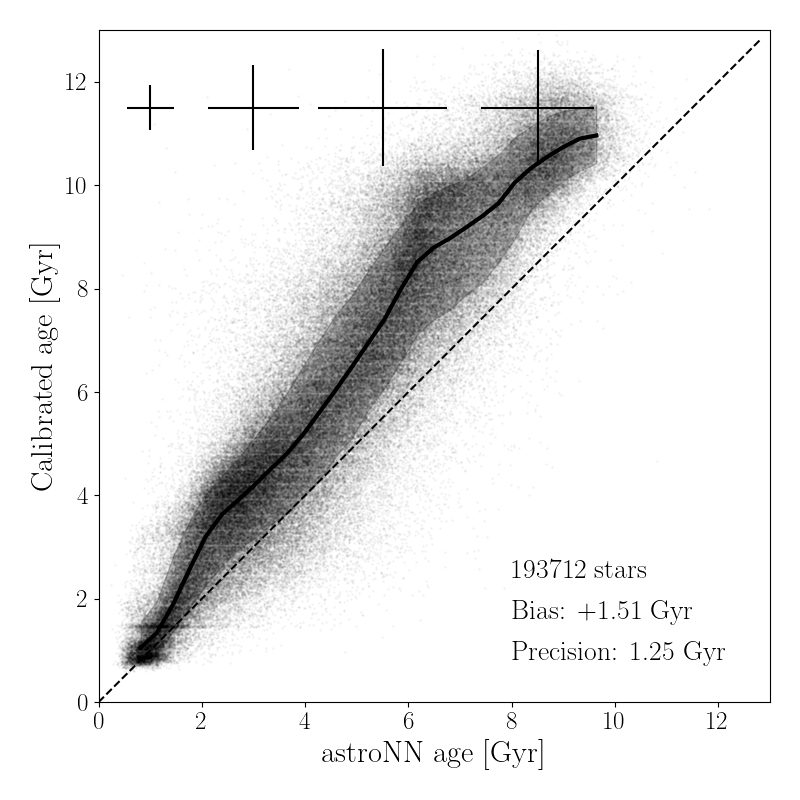 12
10
8
6
4
2
0
Calibrated age [Gyr]
193712 stars
Bias: +1.51 Gyr
Precision: 1.25 Gyr
0 2 4 6 8 10 12
astroNN age [Gyr]